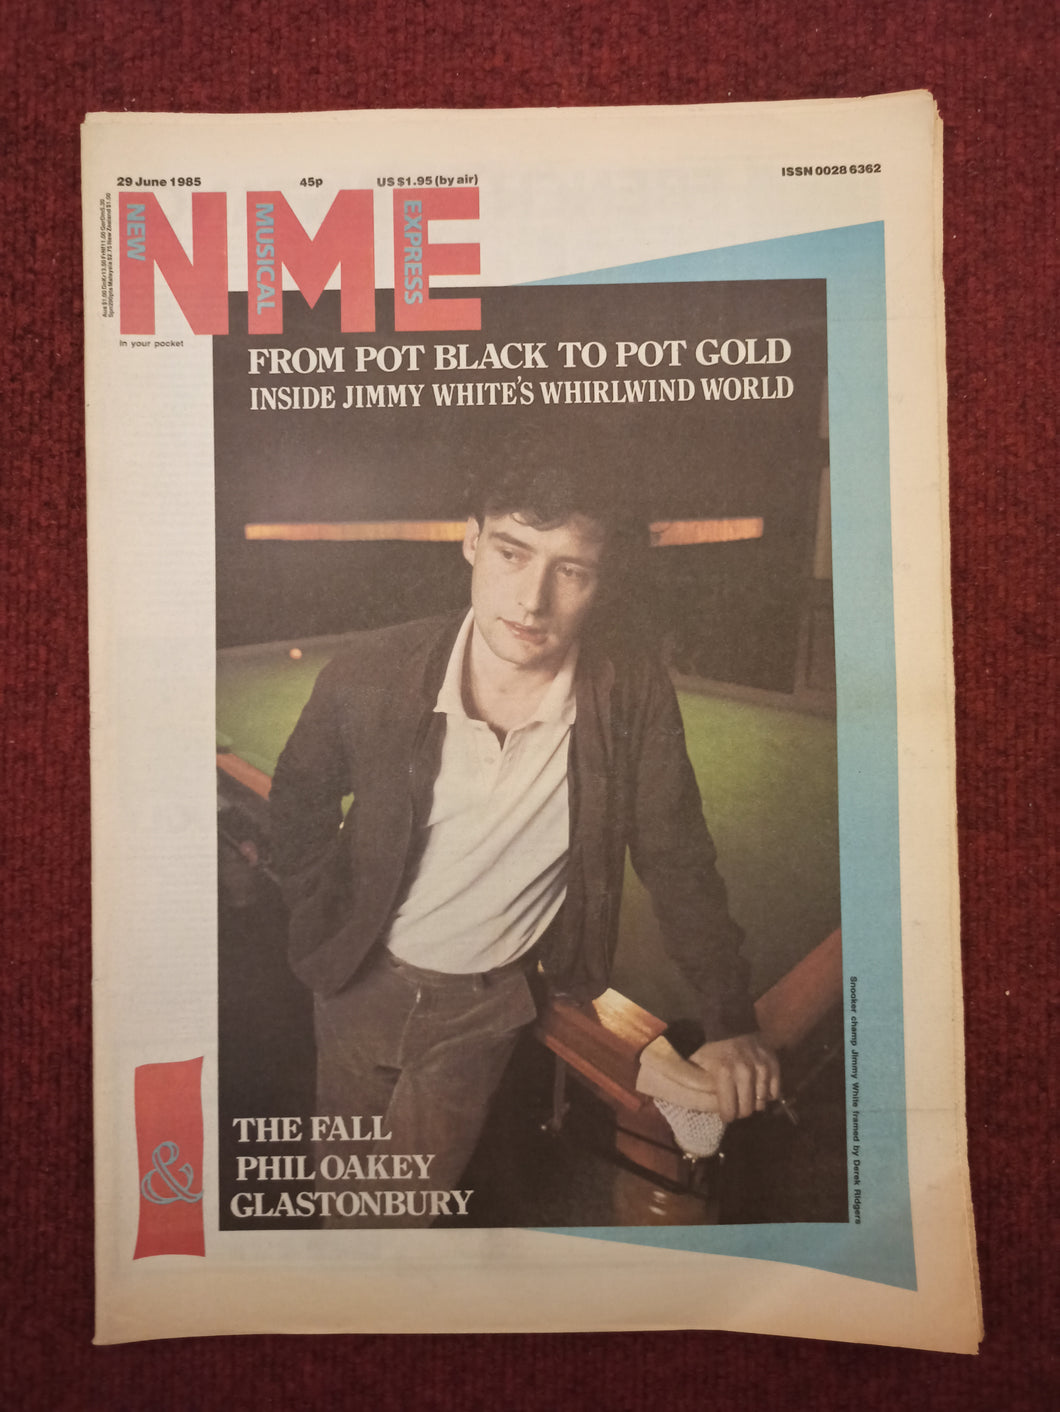 29 June 1985 45p US $1.95 (by air) ISSN 0028 6362
NME
NEW
MUSICAL
EXPRESS
In your pocket
FROM POT BLACK TO POT GOLD
INSIDE JIMMY WHITE'S WHIRLWIND WORLD
Snooker champ Jimmy White framed by Derek Ridgers
&
THE FALL
PHIL OAKEY
GLASTONBURY